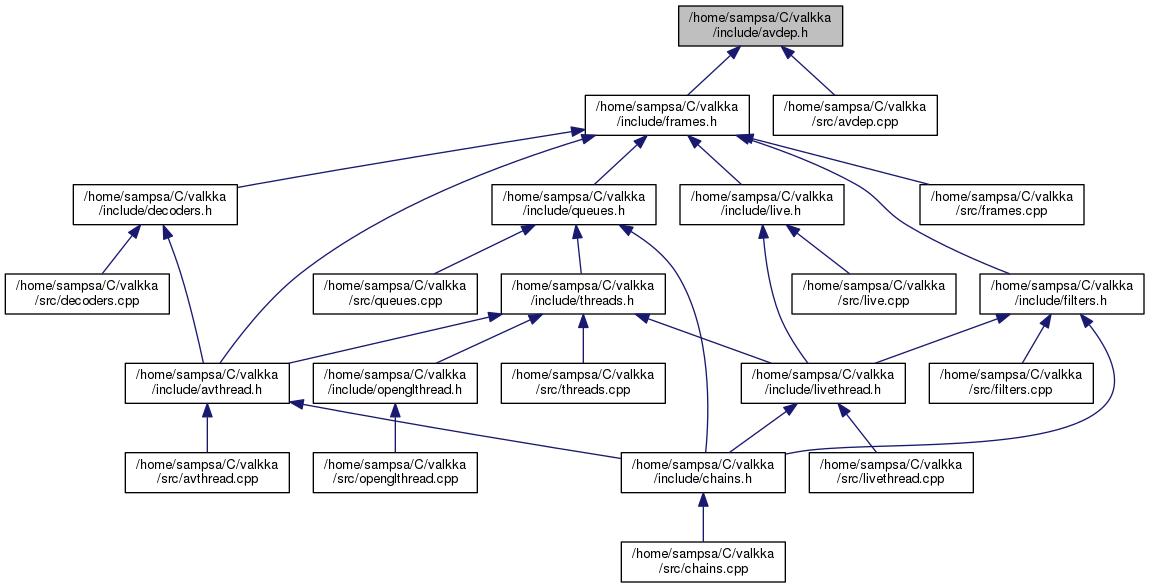 /home/sampsa/C/valkka
/include/avdep.h
/home/sampsa/C/valkka
/include/frames.h
/home/sampsa/C/valkka
/src/avdep.cpp
/home/sampsa/C/valkka
/include/decoders.h
/home/sampsa/C/valkka
/include/queues.h
/home/sampsa/C/valkka
/include/live.h
/home/sampsa/C/valkka
/src/frames.cpp
/home/sampsa/C/valkka
/src/decoders.cpp
/home/sampsa/C/valkka
/src/queues.cpp
/home/sampsa/C/valkka
/include/threads.h
/home/sampsa/C/valkka
/src/live.cpp
/home/sampsa/C/valkka
/include/filters.h
/home/sampsa/C/valkka
/include/avthread.h
/home/sampsa/C/valkka
/include/openglthread.h
/home/sampsa/C/valkka
/src/threads.cpp
/home/sampsa/C/valkka
/include/livethread.h
/home/sampsa/C/valkka
/src/filters.cpp
/home/sampsa/C/valkka
/src/avthread.cpp
/home/sampsa/C/valkka
/src/openglthread.cpp
/home/sampsa/C/valkka
/include/chains.h
/home/sampsa/C/valkka
/src/livethread.cpp
/home/sampsa/C/valkka
/src/chains.cpp